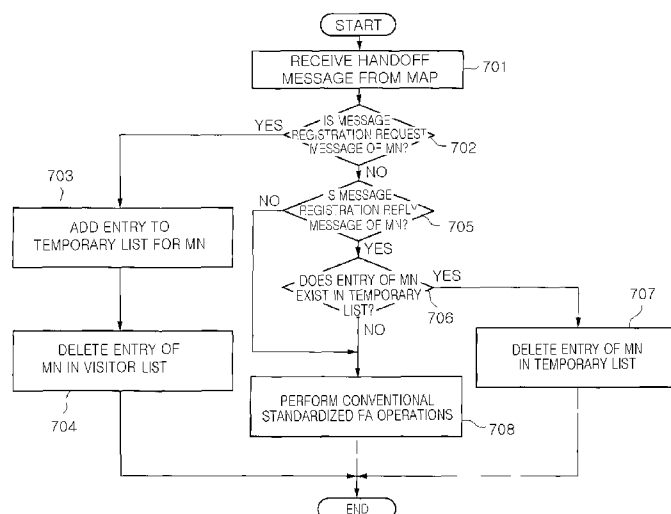 START
RECEIVE HANDOFF
MESSAGE FROM MAP
701
IS MESSAGE
REGISTRATION REQUEST
MESSAGE OF MN?
702
YES
NO
703
ADD ENTRY TO
TEMPORARY LIST FOR MN
S MESSAGE
REGISTRATION REPLY
MESSAGE OF MN?
705
NO
YES
DOES ENTRY OF MN
EXIST IN TEMPORARY
LIST?
706
YES
NO
707
DELETE ENTRY OF MN
IN TEMPORARY LIST
DELETE ENTRY OF
MN IN VISITOR LIST
704
PERFORM CONVENTIONAL
STANDARDIZED FA OPERATIONS
708
END